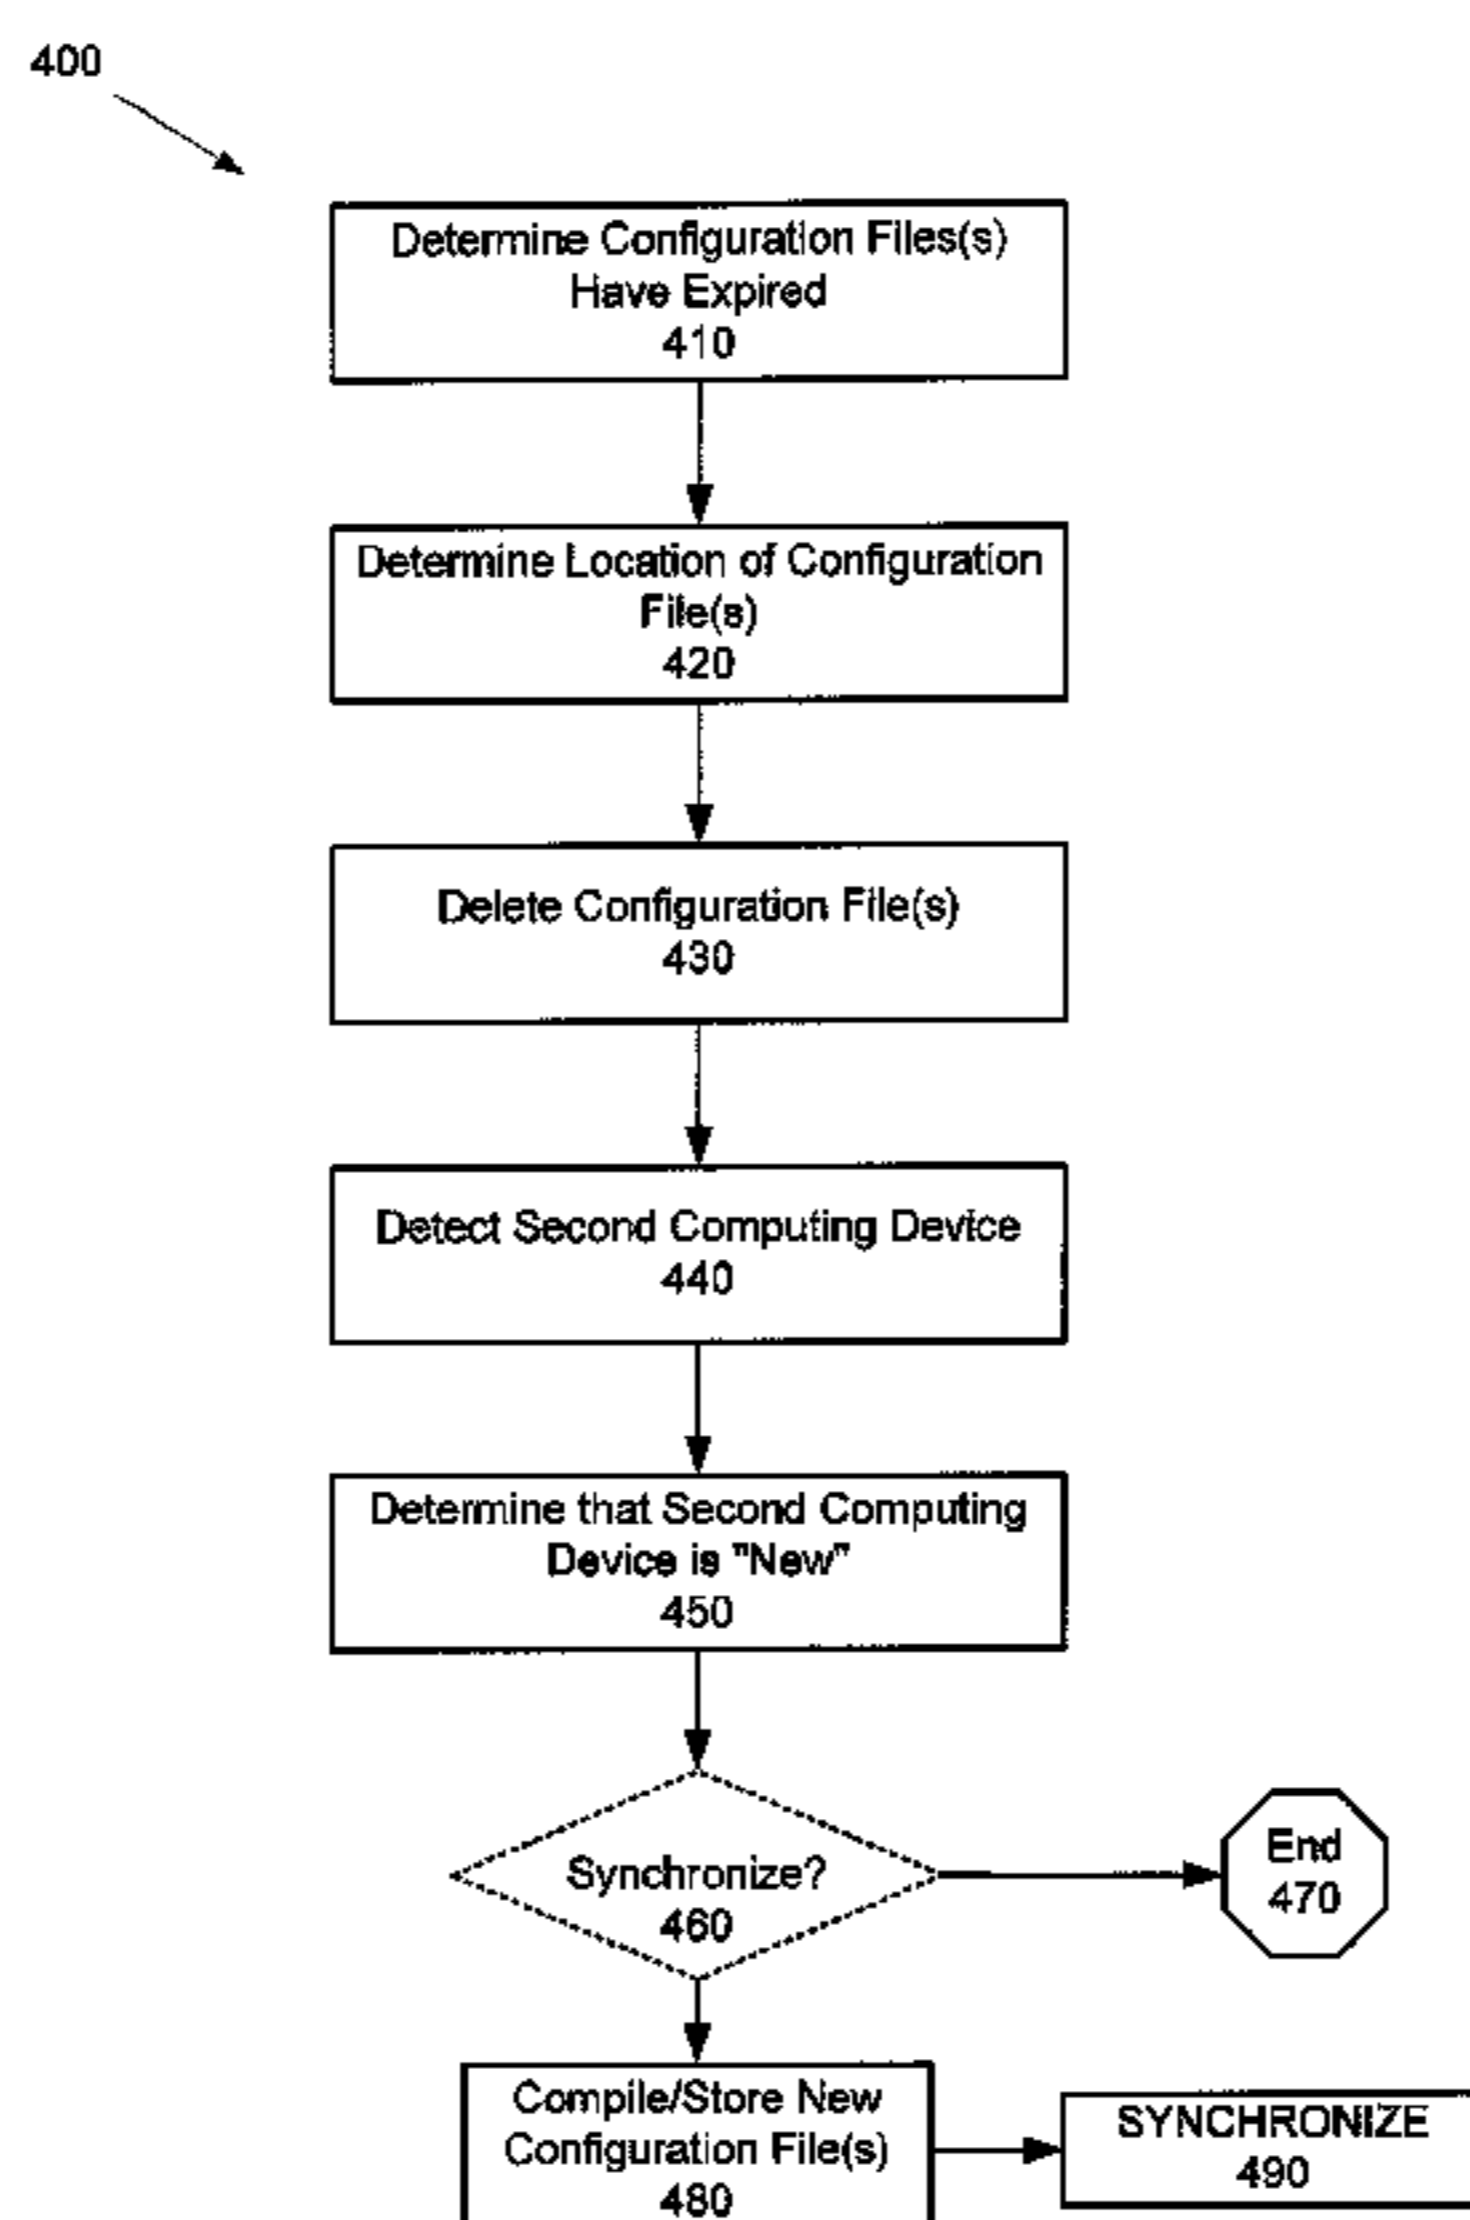 400
Determine Configuration Files(s)
Have Expired
410
Determine Location of Configuration
File(s)
420
Delete Configuration File(s)
430
Detect Second Computing Device
440
Determine that Second Computing
Device is "New"
450
Synchronize?
460
End
470
Compile/Store New
Configuration File(s)
480
SYNCHRONIZE
490